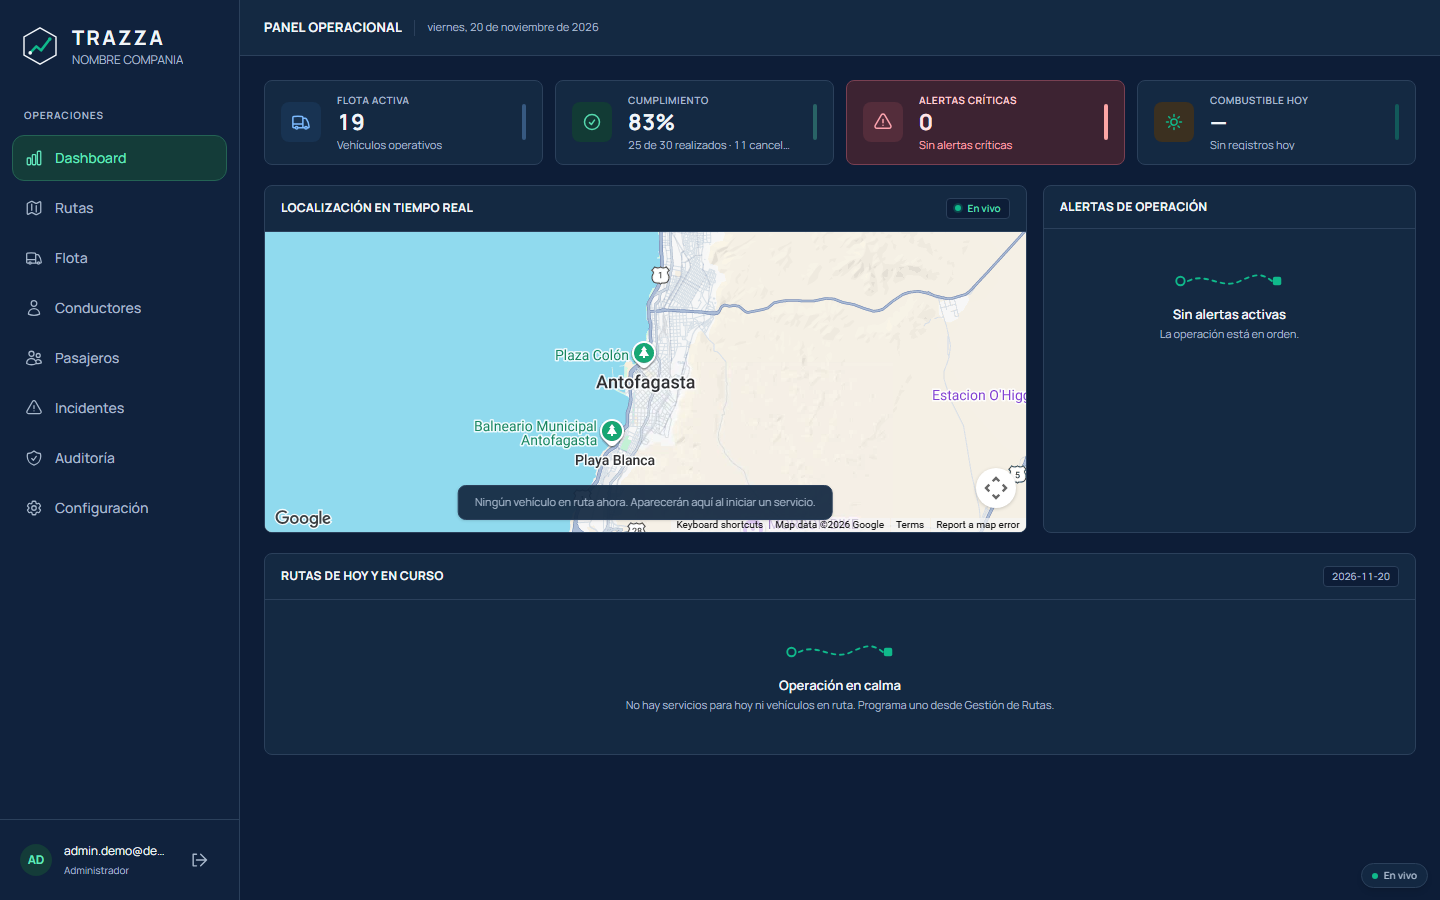 TRAZZA
NOMBRE COMPANIA
OPERACIONES
Dashboard
Rutas
Flota
Conductores
Pasajeros
Incidentes
Auditoría
Configuración
AD
admin.demo@de...
Administrador
PANEL OPERACIONAL
viernes, 20 de noviembre de 2026
FLOTA ACTIVA
19
Vehículos operativos
CUMPLIMIENTO
83%
25 de 30 realizados · 11 cancel...
ALERTAS CRÍTICAS
0
Sin alertas críticas
COMBUSTIBLE HOY
—
Sin registros hoy
LOCALIZACIÓN EN TIEMPO REAL
En vivo
1
Plaza Colón
Antofagasta
Estacion O'Higg
Balneario Municipal
Antofagasta
Playa Blanca
5
Ningún vehículo en ruta ahora. Aparecerán aquí al iniciar un servicio.
28
Google
Keyboard shortcuts
Map data ©2026 Google
Terms
Report a map error
ALERTAS DE OPERACIÓN
Sin alertas activas
La operación está en orden.
RUTAS DE HOY Y EN CURSO
2026-11-20
Operación en calma
No hay servicios para hoy ni vehículos en ruta. Programa uno desde Gestión de Rutas.
En vivo